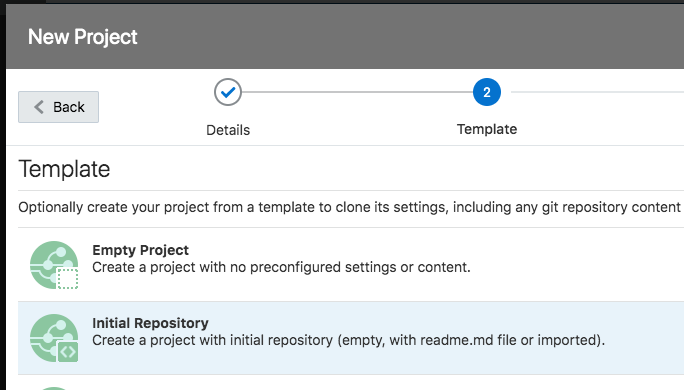 New Project
Back
2
Details
Template
Template
Optionally create your project from a template to clone its settings, including any git repository content
Empty Project
Create a project with no preconfigured settings or content.
Initial Repository
Create a project with initial repository (empty, with readme.md file or imported).